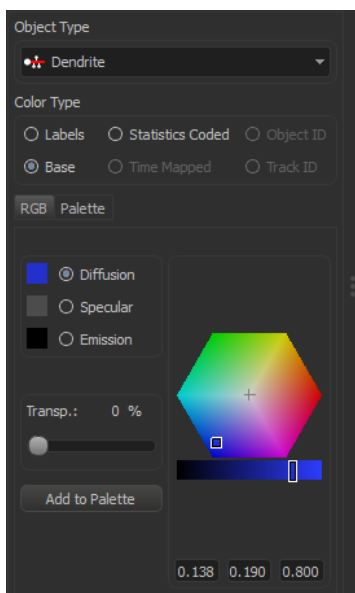 Object Type
Dendrite
Color Type
Labels Statistics Coded Object ID
Base Time Mapped Track ID
RGB Palette
Diffusion
Specular
Emission
Transp.: 0 %
Add to Palette
0.138 0.190 0.800